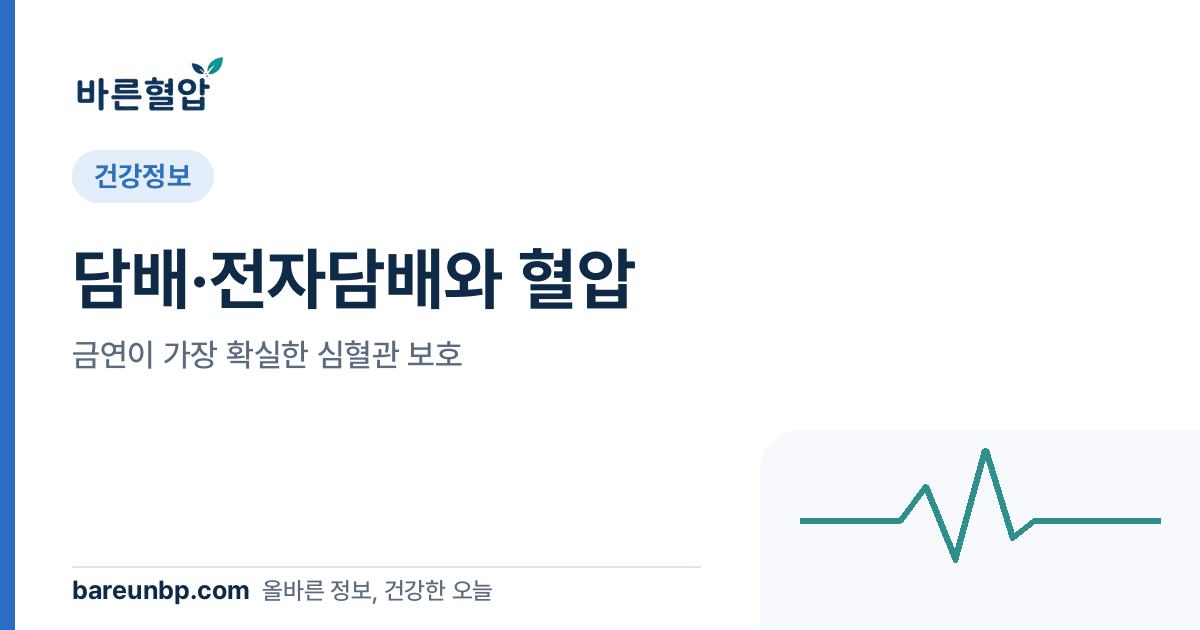 바른혈압
건강정보
담배·전자담배와 혈압
금연이 가장 확실한 심혈관 보호
bareunbp.com 올바른 정보, 건강한 오늘